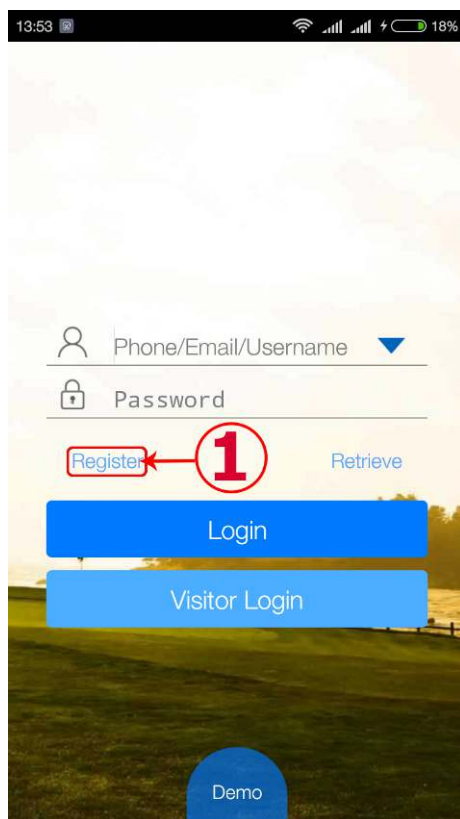 13:53 18%
Phone/Email/Username
Password
Register 1 Retrieve
Login
Visitor Login
Demo